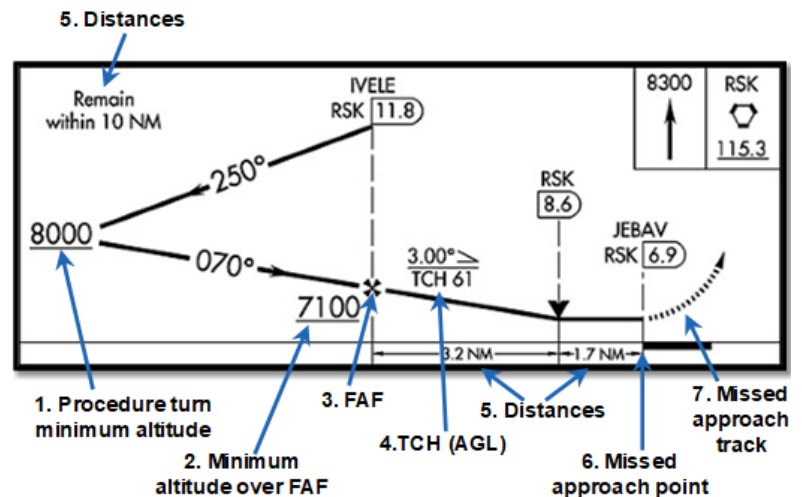 5. Distances
Remain
within 10 NM
IVELE
RSK 11.8
8300
RSK
115.3
250°
RSK
8.6
8000
JEBAV
RSK 6.9
070°
3.00°
TCH 61
7100
3.2 NM
1.7 NM
1. Procedure turn
minimum altitude
2. Minimum
altitude over FAF
3. FAF
4.TCH (AGL)
5. Distances
6. Missed
approach point
7. Missed
approach
track